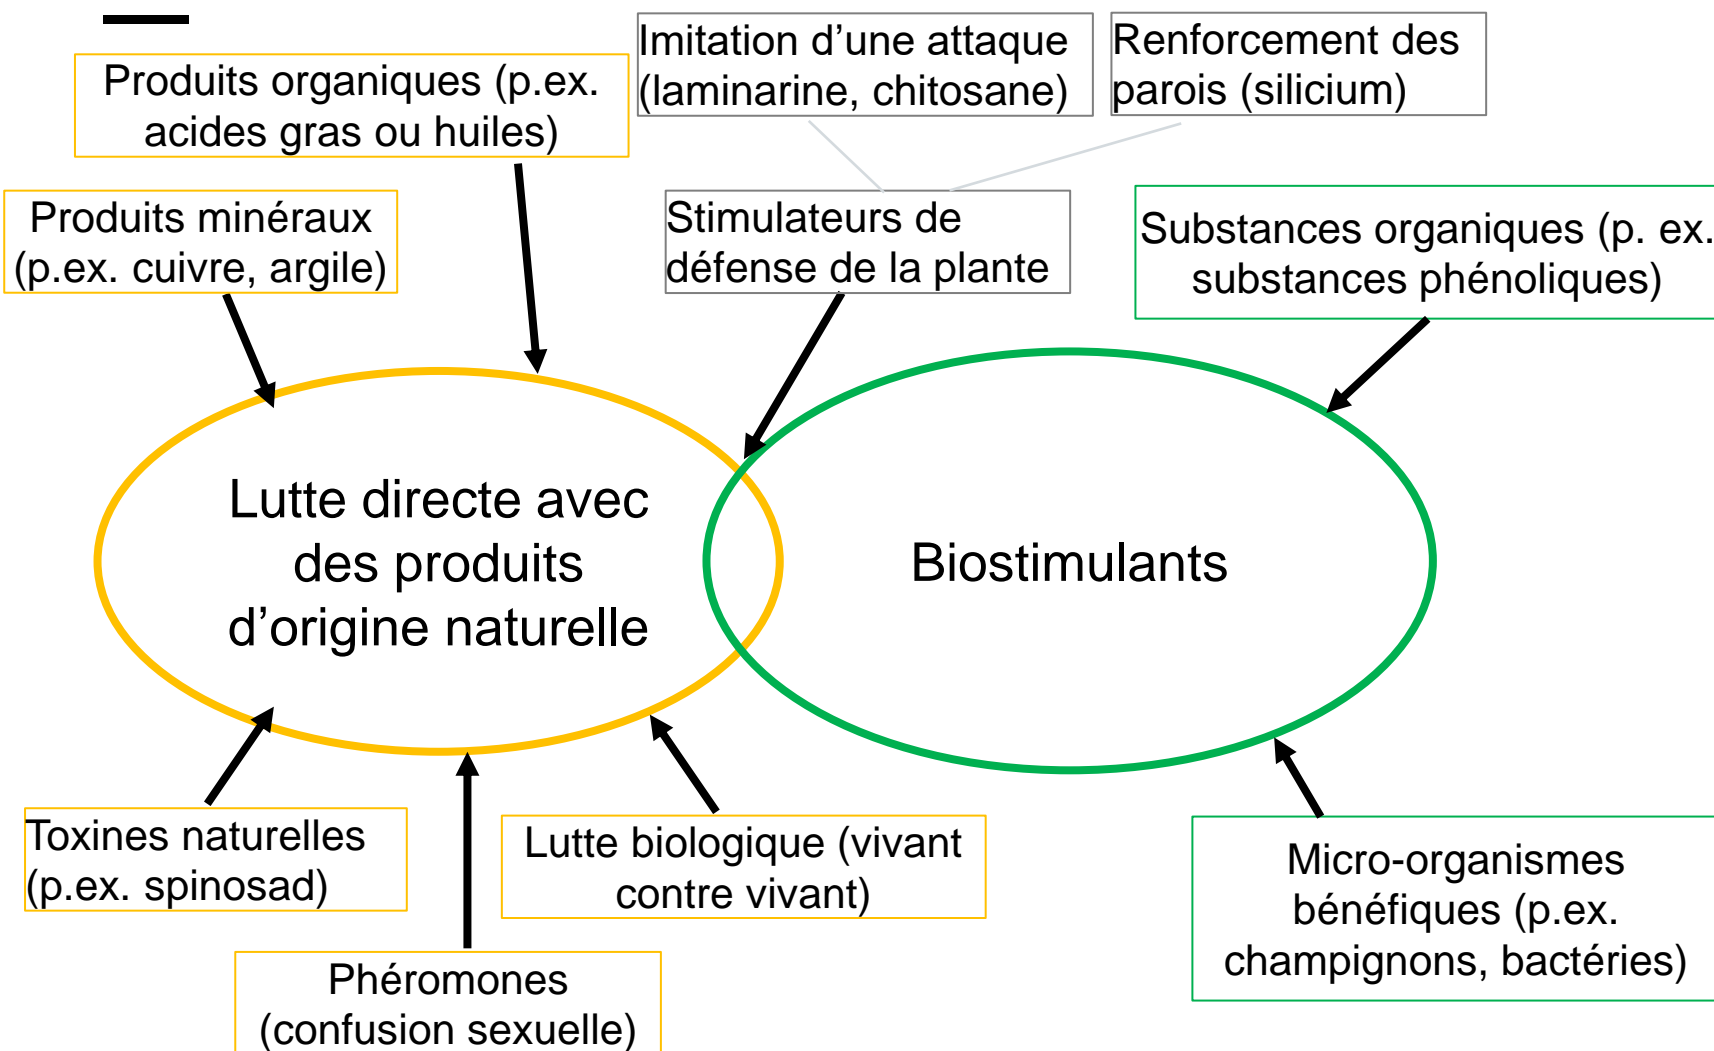 Imitation d’une attaque
(laminarine, chitosane)
Renforcement des
parois (silicium)
Produits organiques (p.ex.
acides gras ou huiles)
Produits minéraux
(p.ex. cuivre, argile)
Stimulateurs de
défense de la plante
Substances organiques (p. ex.
substances phénoliques)
Lutte directe avec
des produits
d’origine naturelle
Biostimulants
Toxines naturelles
(p.ex. spinosad)
Lutte biologique (vivant
contre vivant)
Micro-organismes
bénéfiques (p.ex.
champignons, bactéries)
Phéromones
(confusion sexuelle)